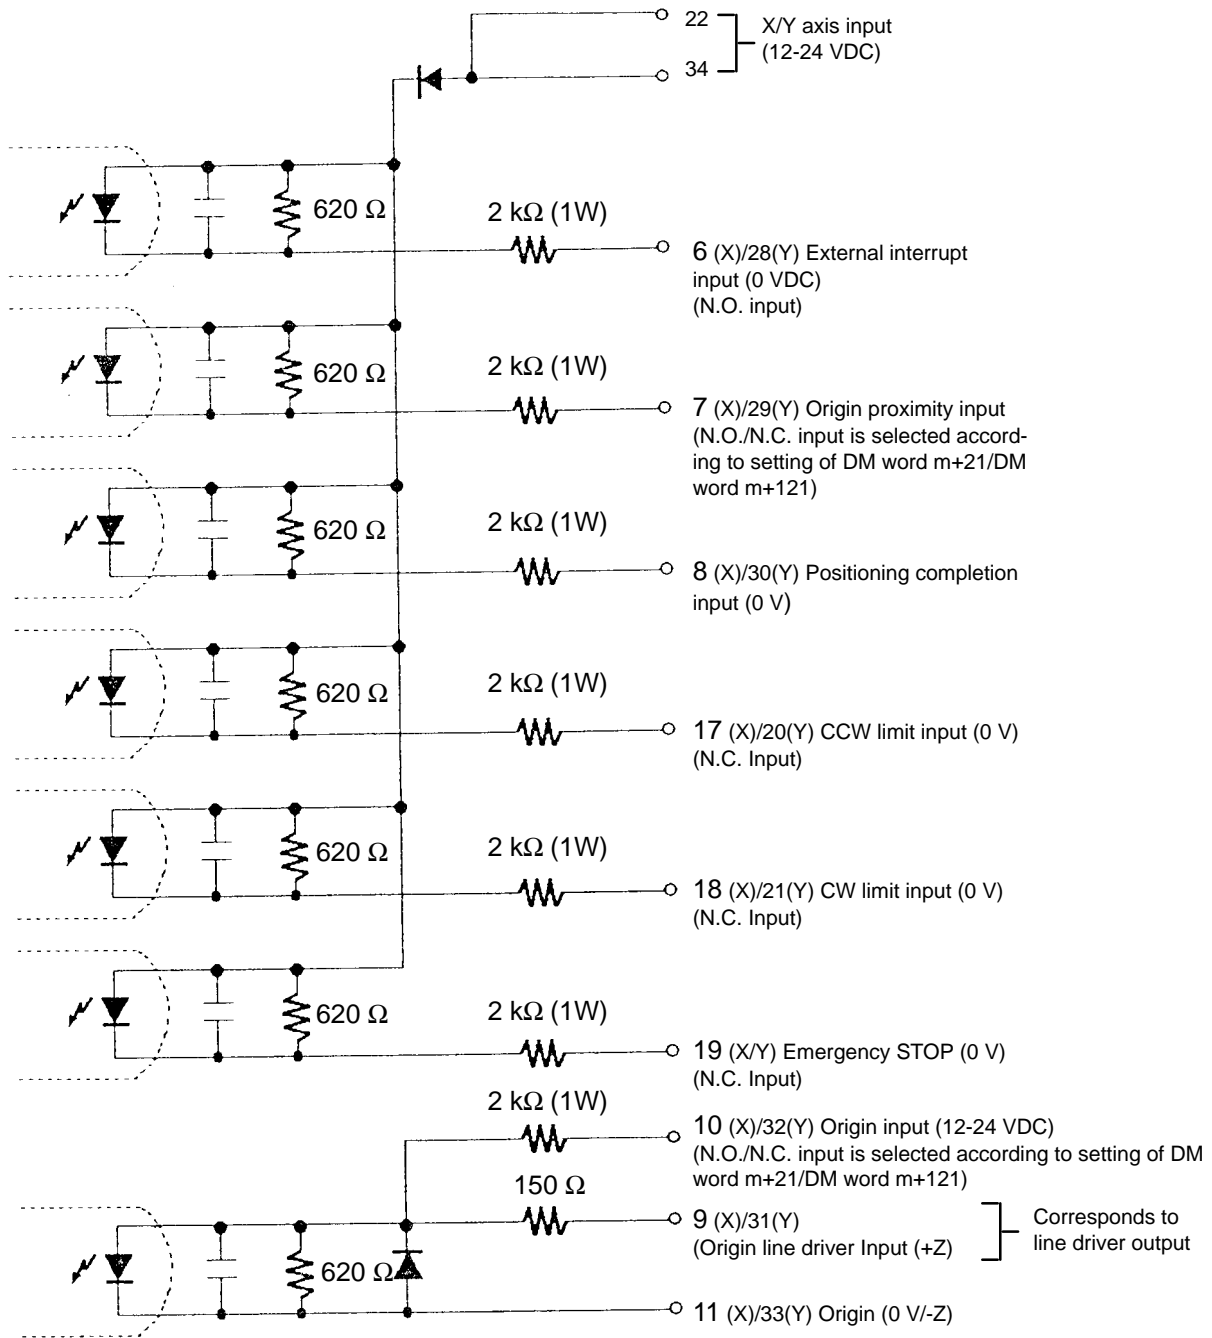 22
X/Y axis input
(12-24 VDC)
34
620 Ω
2 kΩ (1W)
6 (X)/28(Y) External interrupt
input (0 VDC)
(N.O. input)
620 Ω
2 kΩ (1W)
7 (X)/29(Y) Origin proximity input
(N.O./N.C. input is selected accord-
ing to setting of DM word m+21/DM
word m+121)
620 Ω
2 kΩ (1W)
8 (X)/30(Y) Positioning completion
input (0 V)
620 Ω
2 kΩ (1W)
17 (X)/20(Y) CCW limit input (0 V)
(N.C. Input)
620 Ω
2 kΩ (1W)
18 (X)/21(Y) CW limit input (0 V)
(N.C. Input)
620 Ω
2 kΩ (1W)
19 (X/Y) Emergency STOP (0 V)
(N.C. Input)
2 kΩ (1W)
10 (X)/32(Y) Origin input (12-24 VDC)
(N.O./N.C. input is selected according to setting of DM
word m+21/DM word m+121)
150 Ω
9 (X)/31(Y)
(Origin line driver Input (+Z)
Corresponds to
line driver output
620 Ω
11 (X)/33(Y) Origin (0 V/-Z)